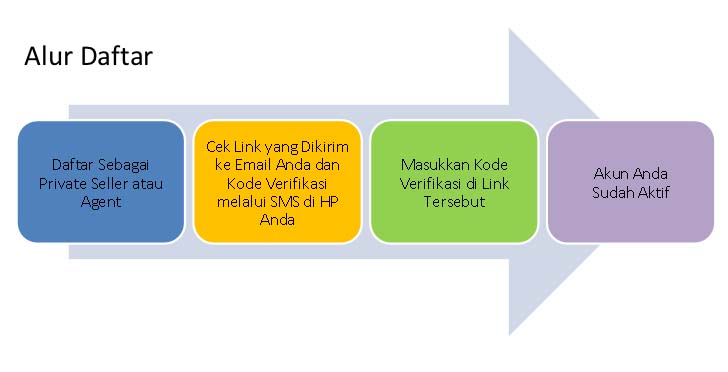 Alur Daftar
Daftar Sebagai
Private Seller atau
Agent
Cek Link yang Dikirim
ke Email Anda dan
Kode Verifikasi
melalui SMS di HP
Anda
Masukkan Kode
Verifikasi di Link
Tersebut
Akun Anda
Sudah Aktif